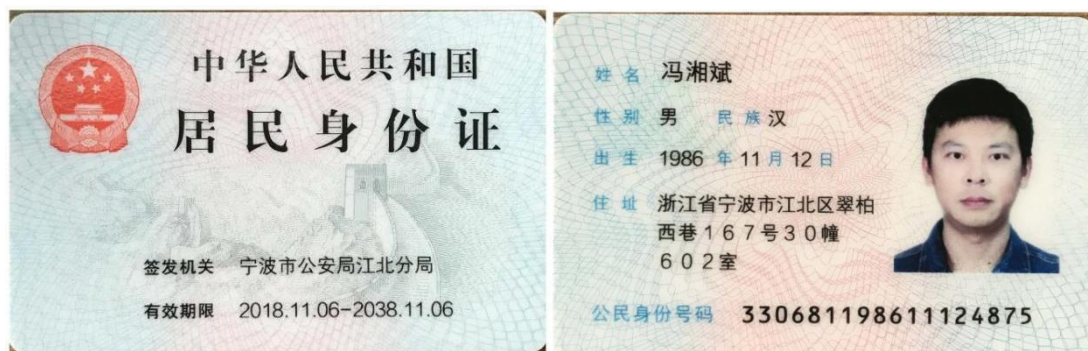 中华人民共和国
居民身份证
签发机关 宁波市公安局江北分局
有效期限 2018.11.06-2038.11.06
姓名 冯湘斌
性别 男 民族 汉
出生 1986 年 11 月 12 日
住址 浙江省宁波市江北区翠柏
西巷167号30幢
602室
公民身份号码 330681198611124875